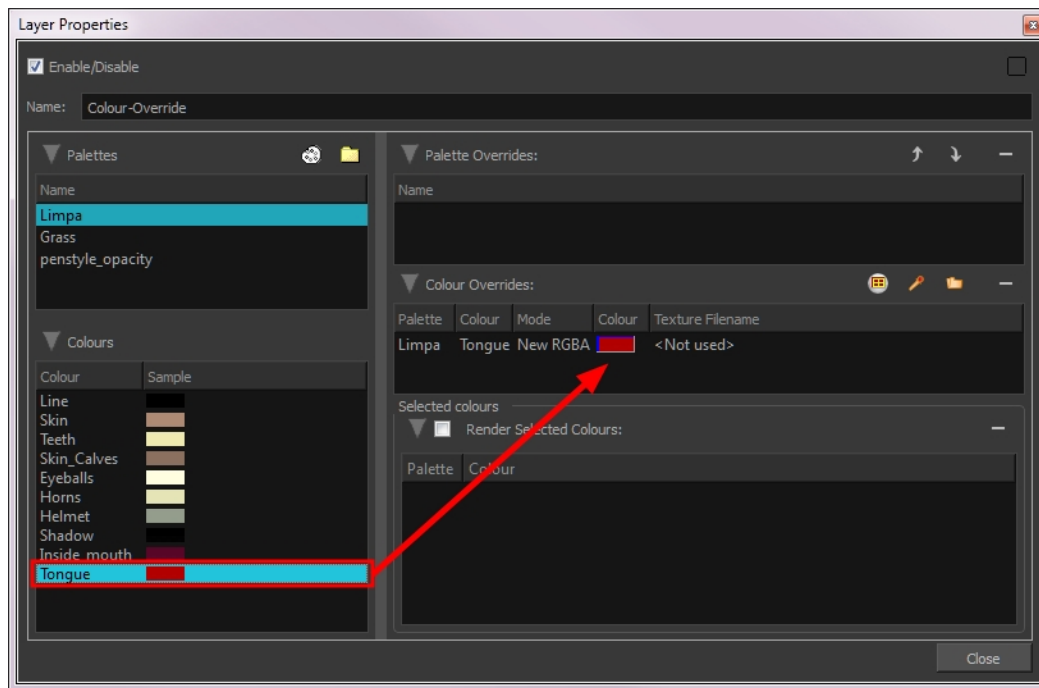 Layer Properties
Enable/Disable
Name: Colour-Override
Palettes
Name
Limpa
Grass
penstyle_opacity
Colours
Colour Sample
Line
Skin
Teeth
Skin_Calves
Eyeballs
Horns
Helmet
Shadow
Inside_mouth
Tongue
Palette Overrides:
Name
Colour Overrides:
Palette Colour Mode Colour Texture Filename
Limpa Tongue New RGBA <Not used>
Selected colours
Render Selected Colours:
Palette Colour
Close